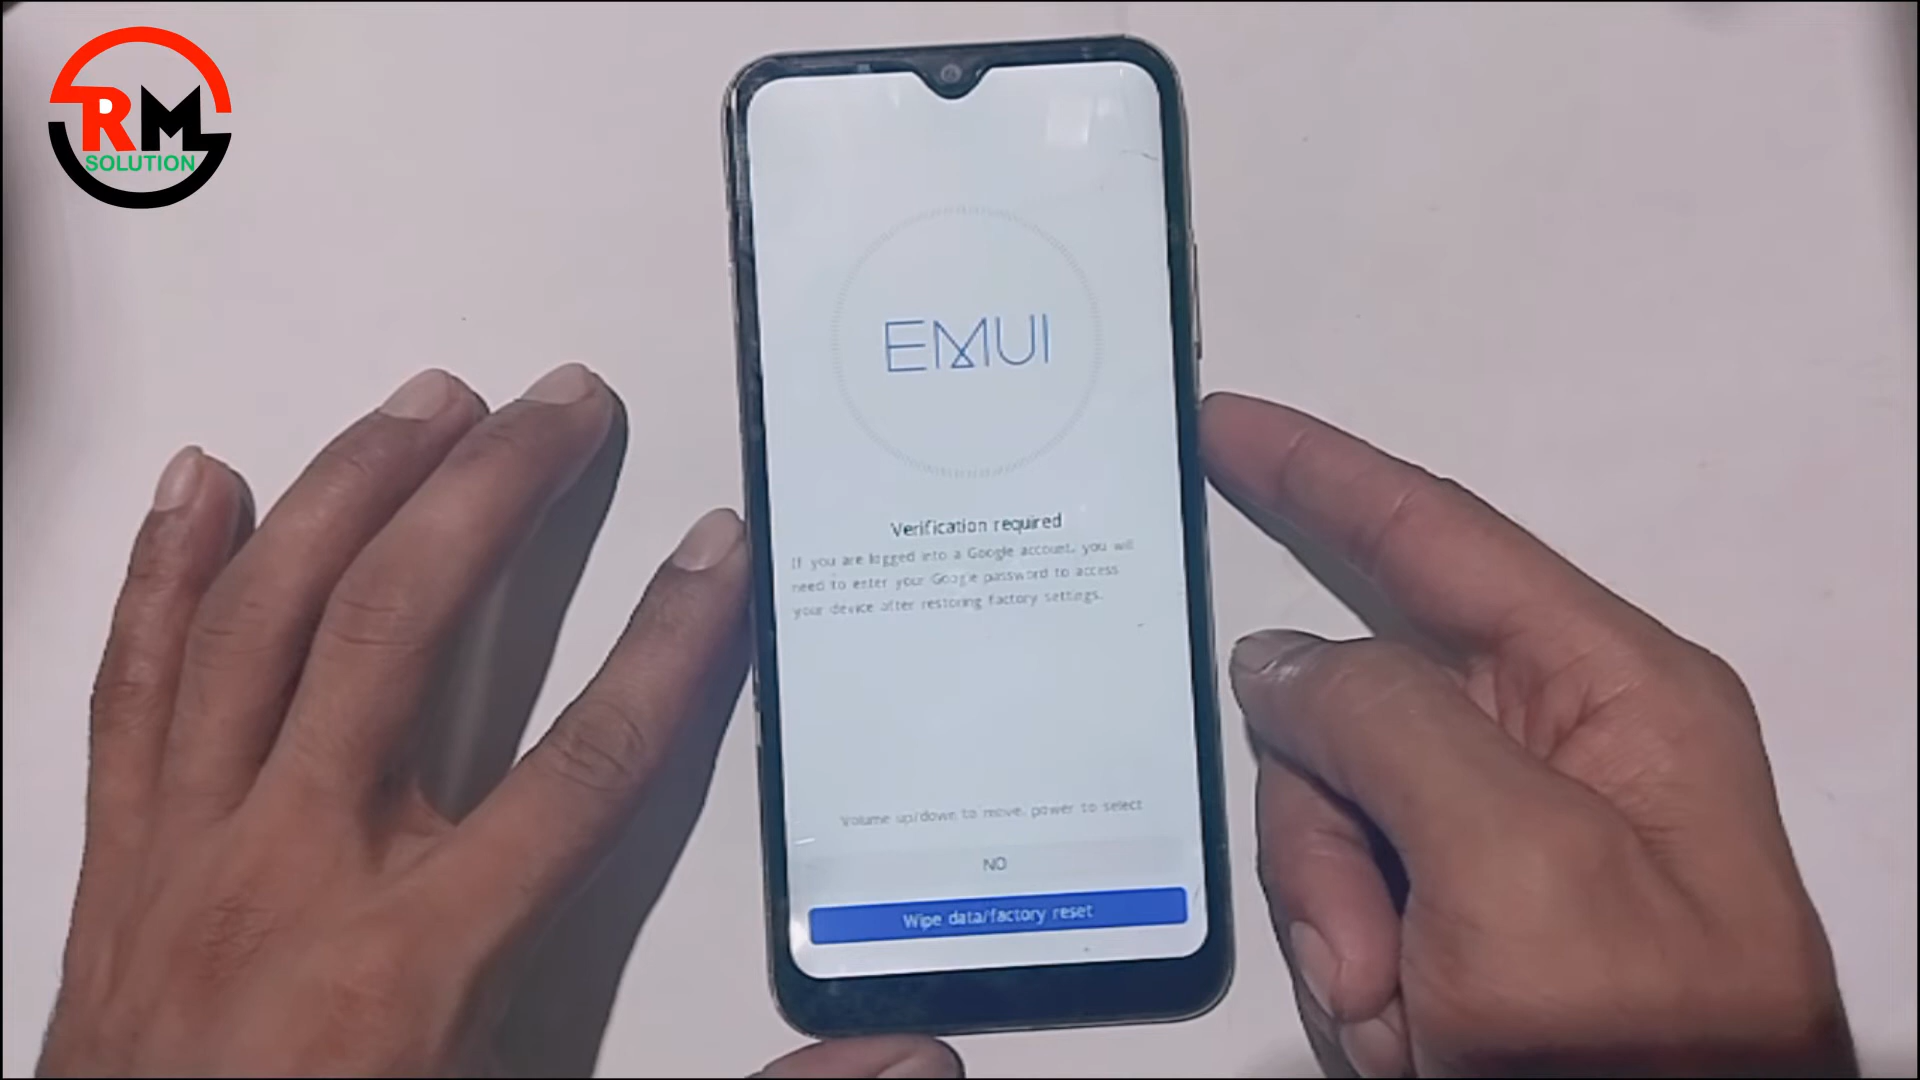 RM
SOLUTION
EMUI
Verification required
If you are logged into a Google account, you will
need to enter your Google password to access
your device after restoring factory settings.
Volume up/down to move, power to select
NO
Wipe data/factory reset